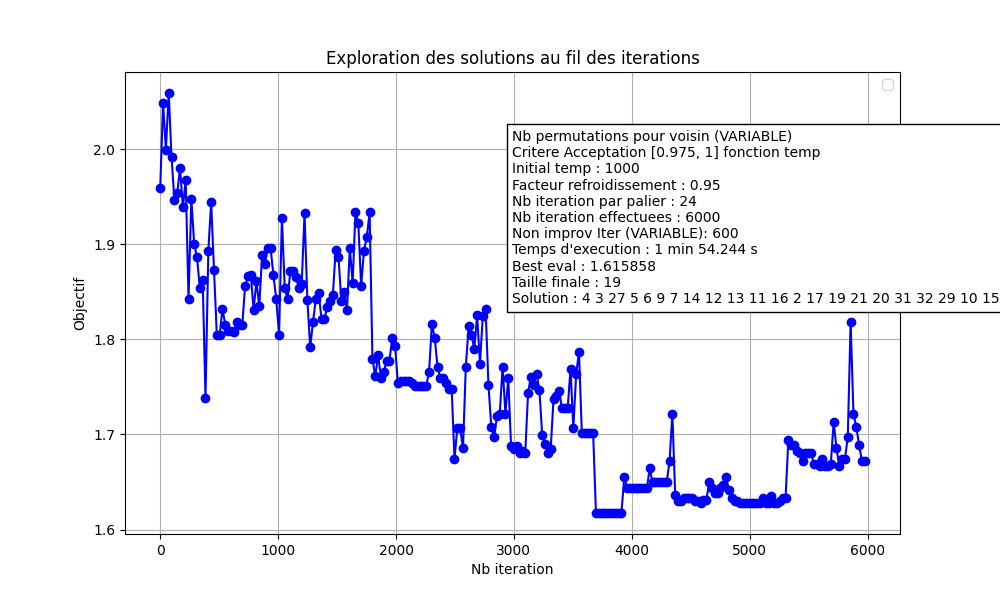 Exploration des solutions au fil des iterations
Objectif
2.0
1.9
1.8
1.7
1.6
Nb permutations pour voisin (VARIABLE)
Critere Acceptation [0.975, 1] fonction temp
Initial temp : 1000
Facteur refroidissement : 0.95
Nb iteration par palier : 24
Nb iteration effectuees : 6000
Non improv Iter (VARIABLE): 600
Temps d'execution : 1 min 54.244 s
Best eval : 1.615858
Taille finale : 19
Solution : 4 3 27 5 6 9 7 14 12 13 11 16 2 17 19 21 20 31 32 29 10 15
0 1000 2000 3000 4000 5000 6000
Nb iteration